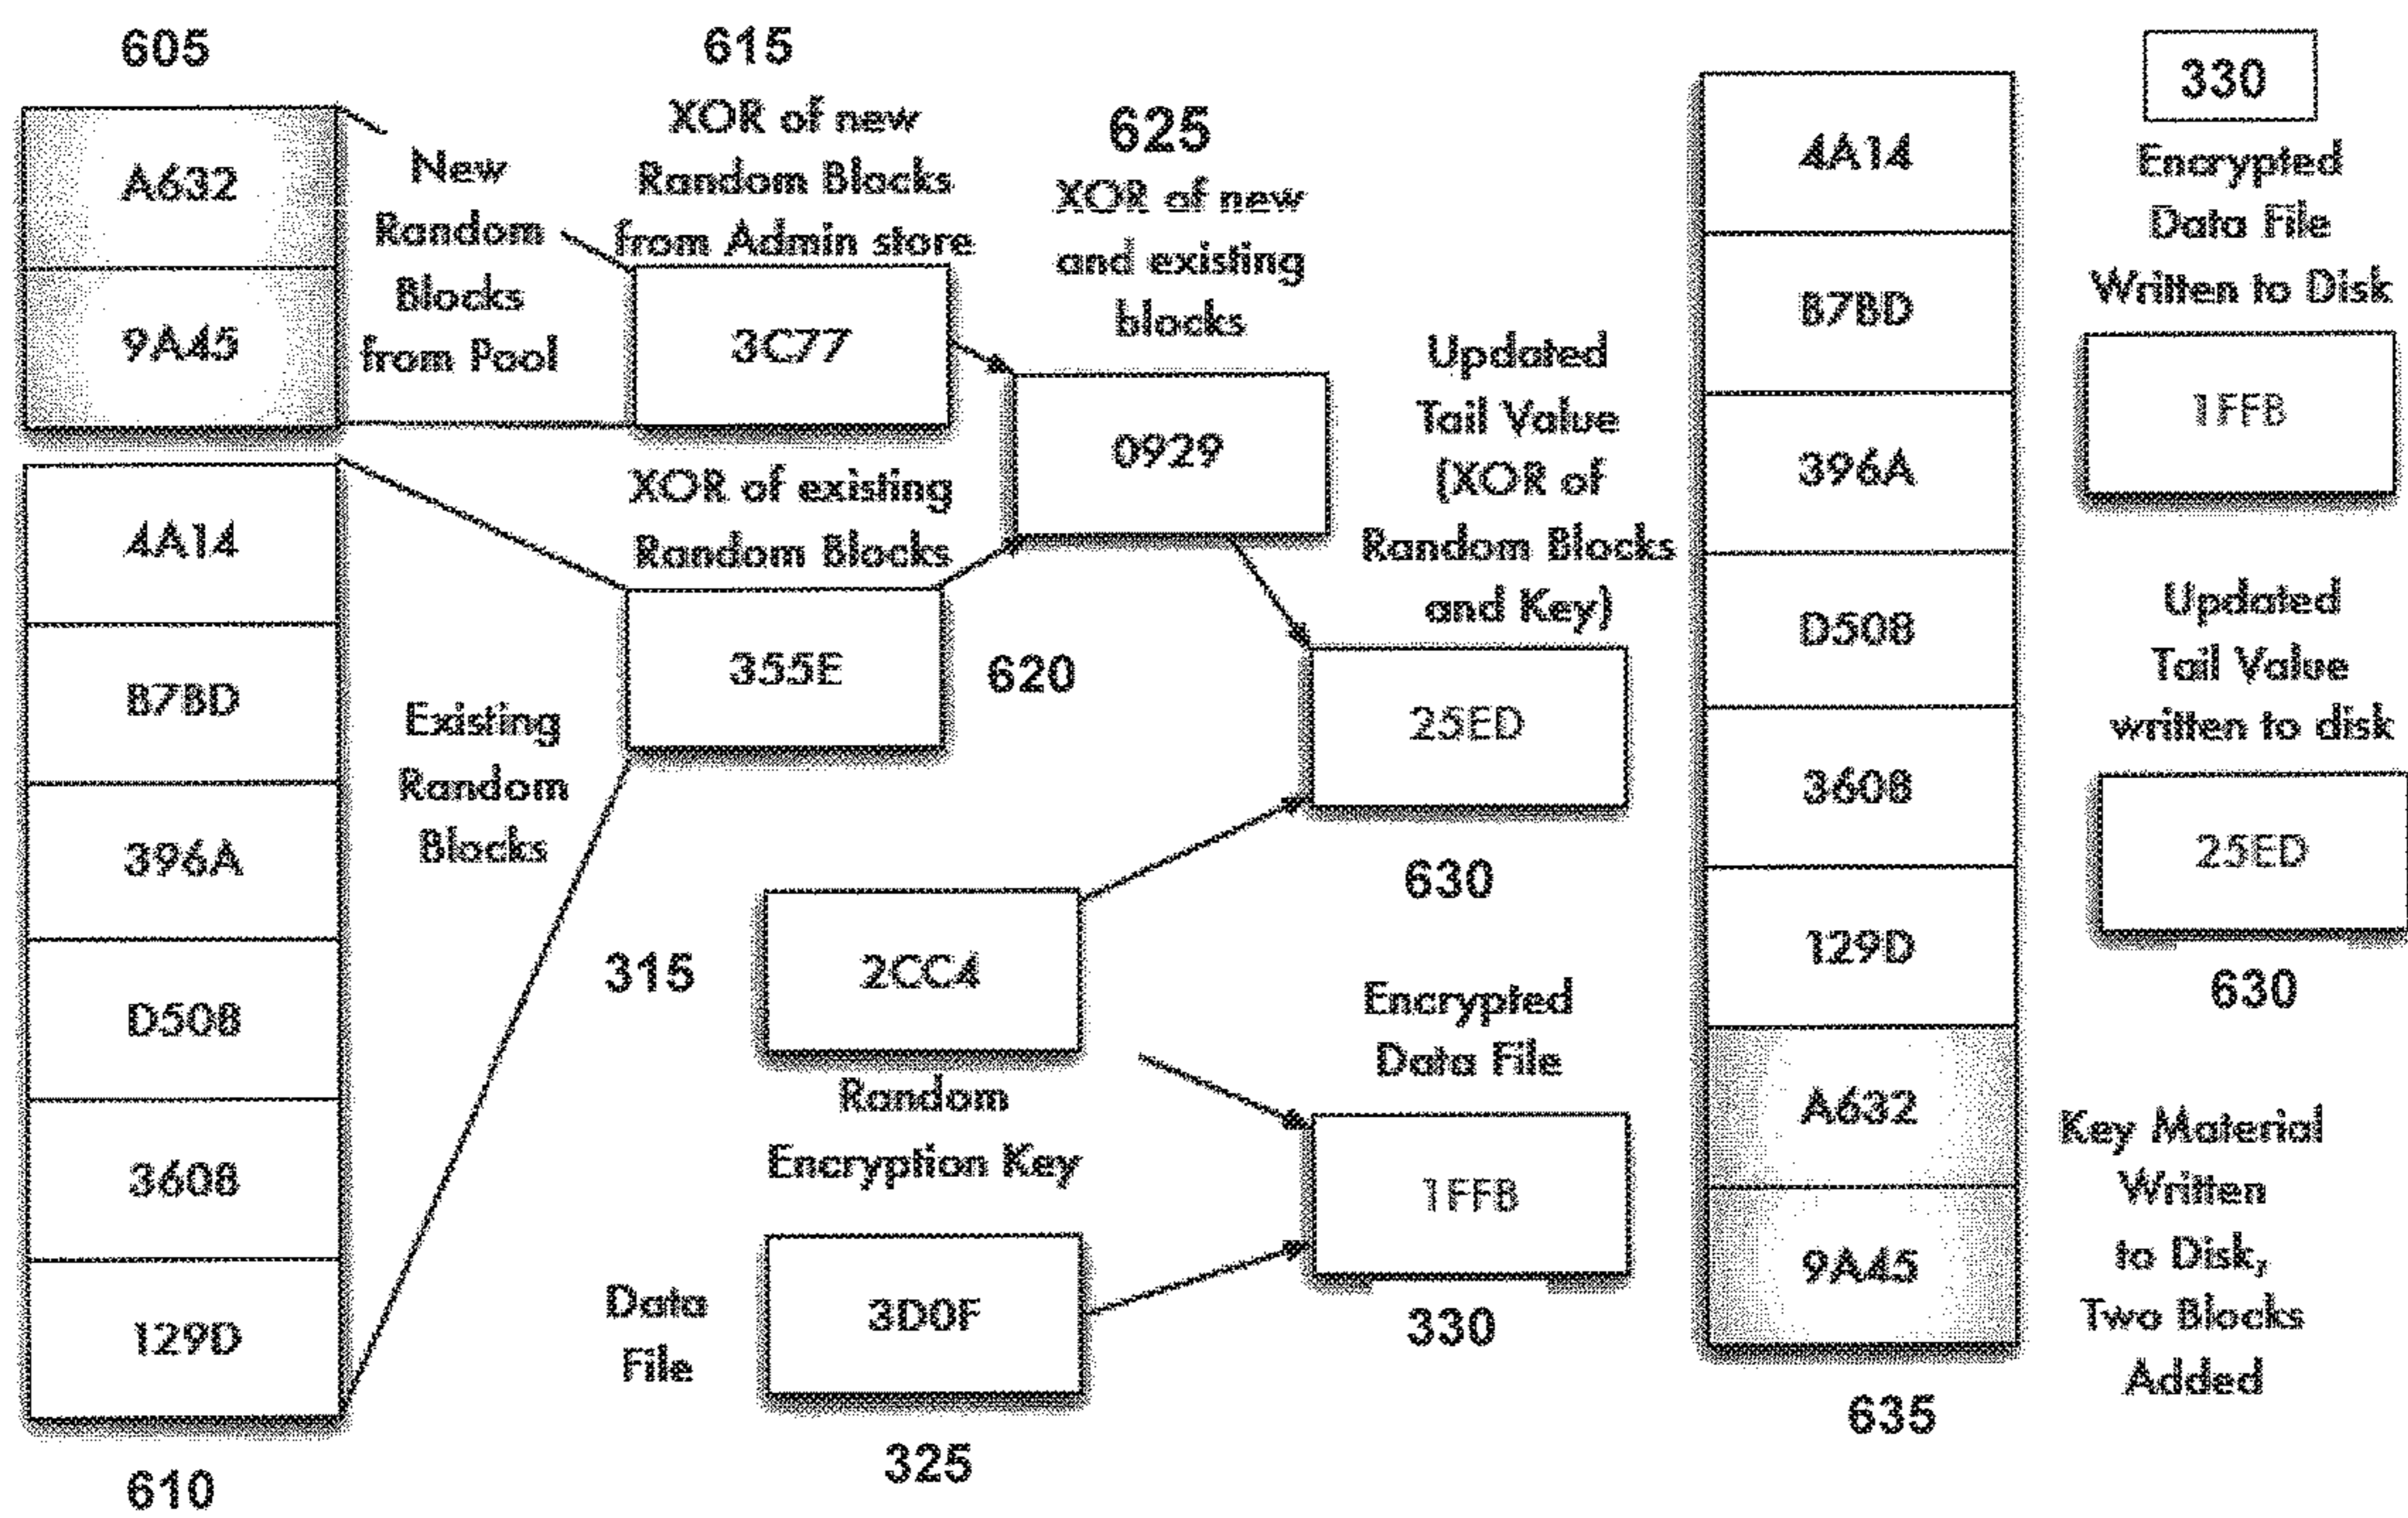 605
A632
9A45
New
Random
Blocks
from Pool
4A14
B7BD
396A
D508
3608
129D
610
Existing
Random
Blocks
615
XOR of new
Random Blocks
from Admin store
3C77
XOR of existing
Random Blocks
355E
620
625
XOR of new
and existing
blocks
0929
Updated
Tail Value
(XOR of
Random Blocks
and Key)
25ED
630
315
2CC4
Random
Encryption Key
Data
File
3D0F
325
Encrypted
Data File
1FFB
330
4A14
B7BD
396A
D508
3608
129D
A632
9A45
635
330
Encrypted
Data File
Written to Disk
1FFB
Updated
Tail Value
written to disk
25ED
630
Key Material
Written
to Disk,
Two Blocks
Added